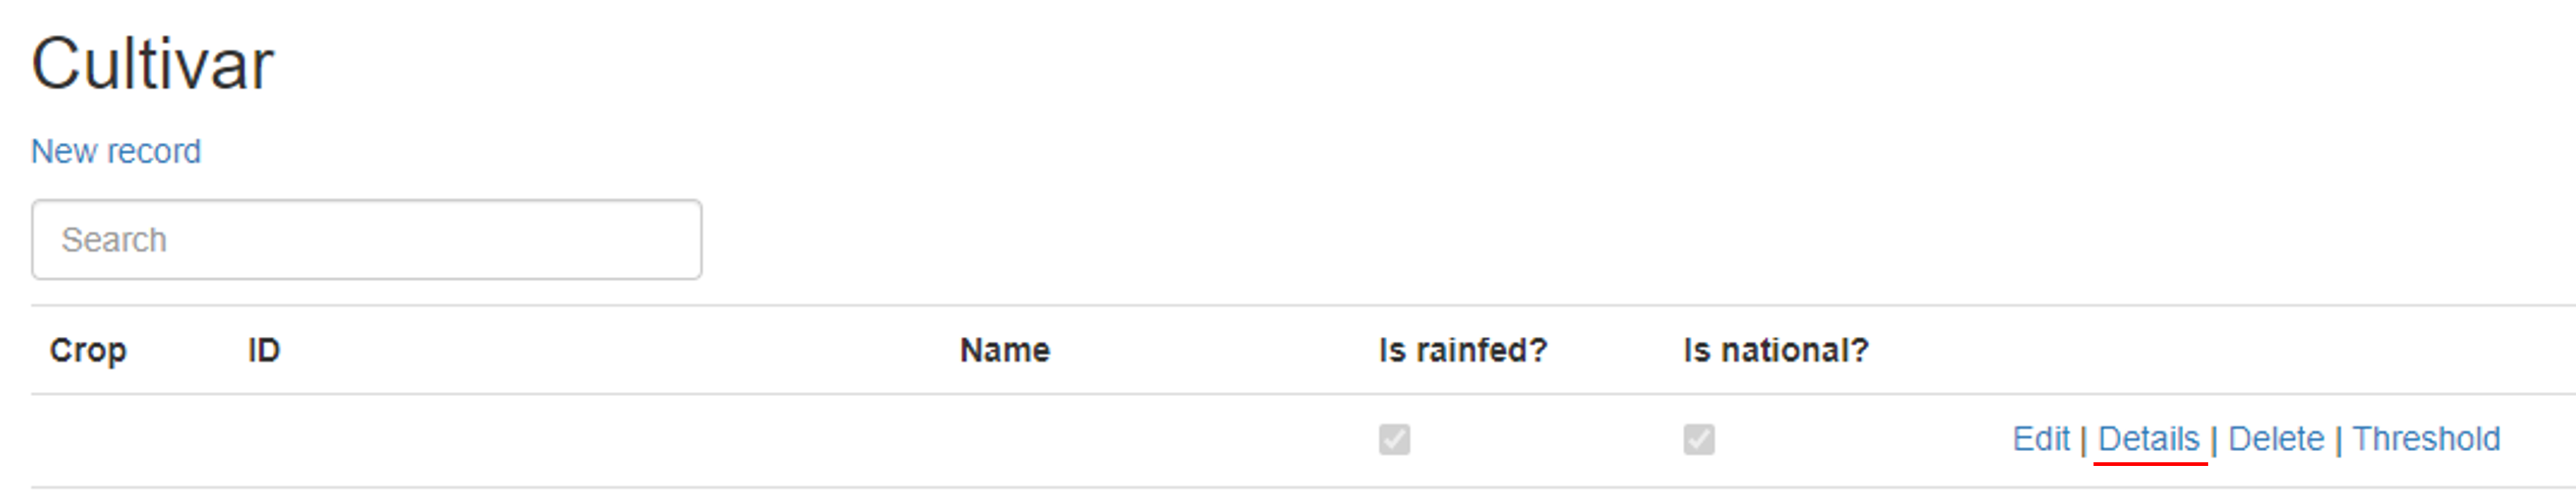 Cultivar
New record
Search
Crop ID Name Is rainfed? Is national?
Edit | Details | Delete | Threshold